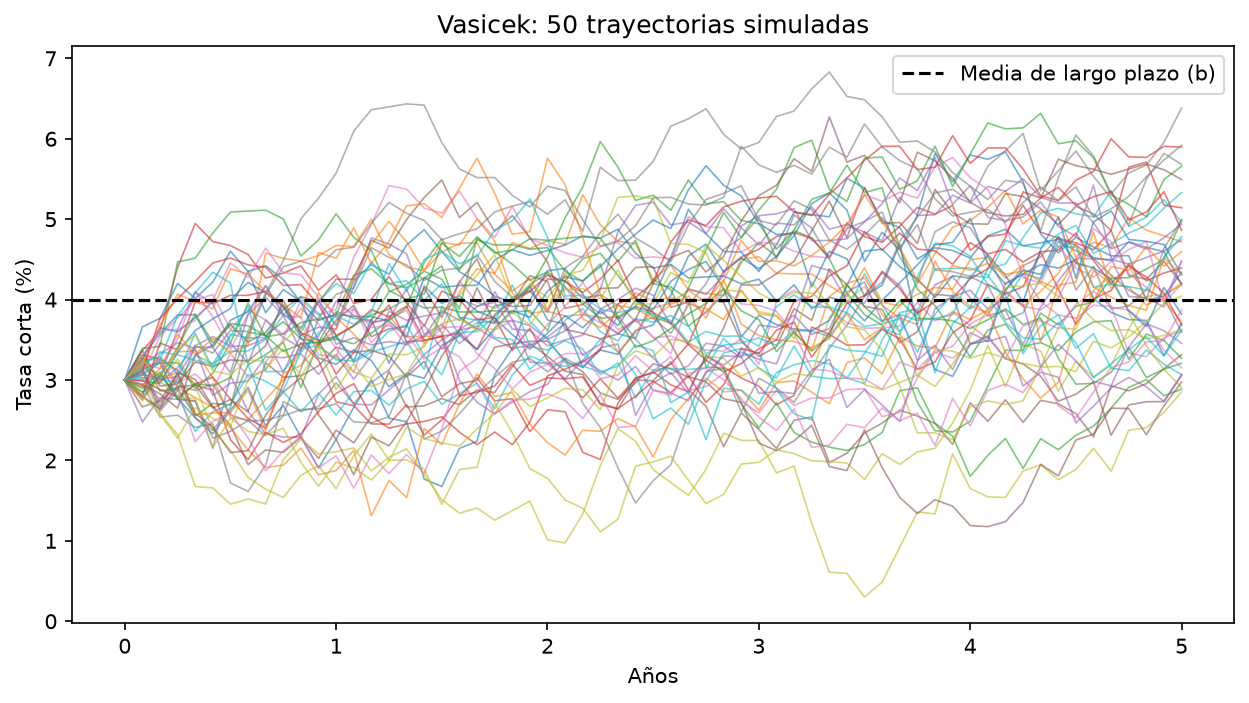 Vasicek: 50 trayectorias simuladas
Media de largo plazo (b)
Tasa corta (%)
7
6
5
4
3
2
1
0
0 1 2 3 4 5
Años